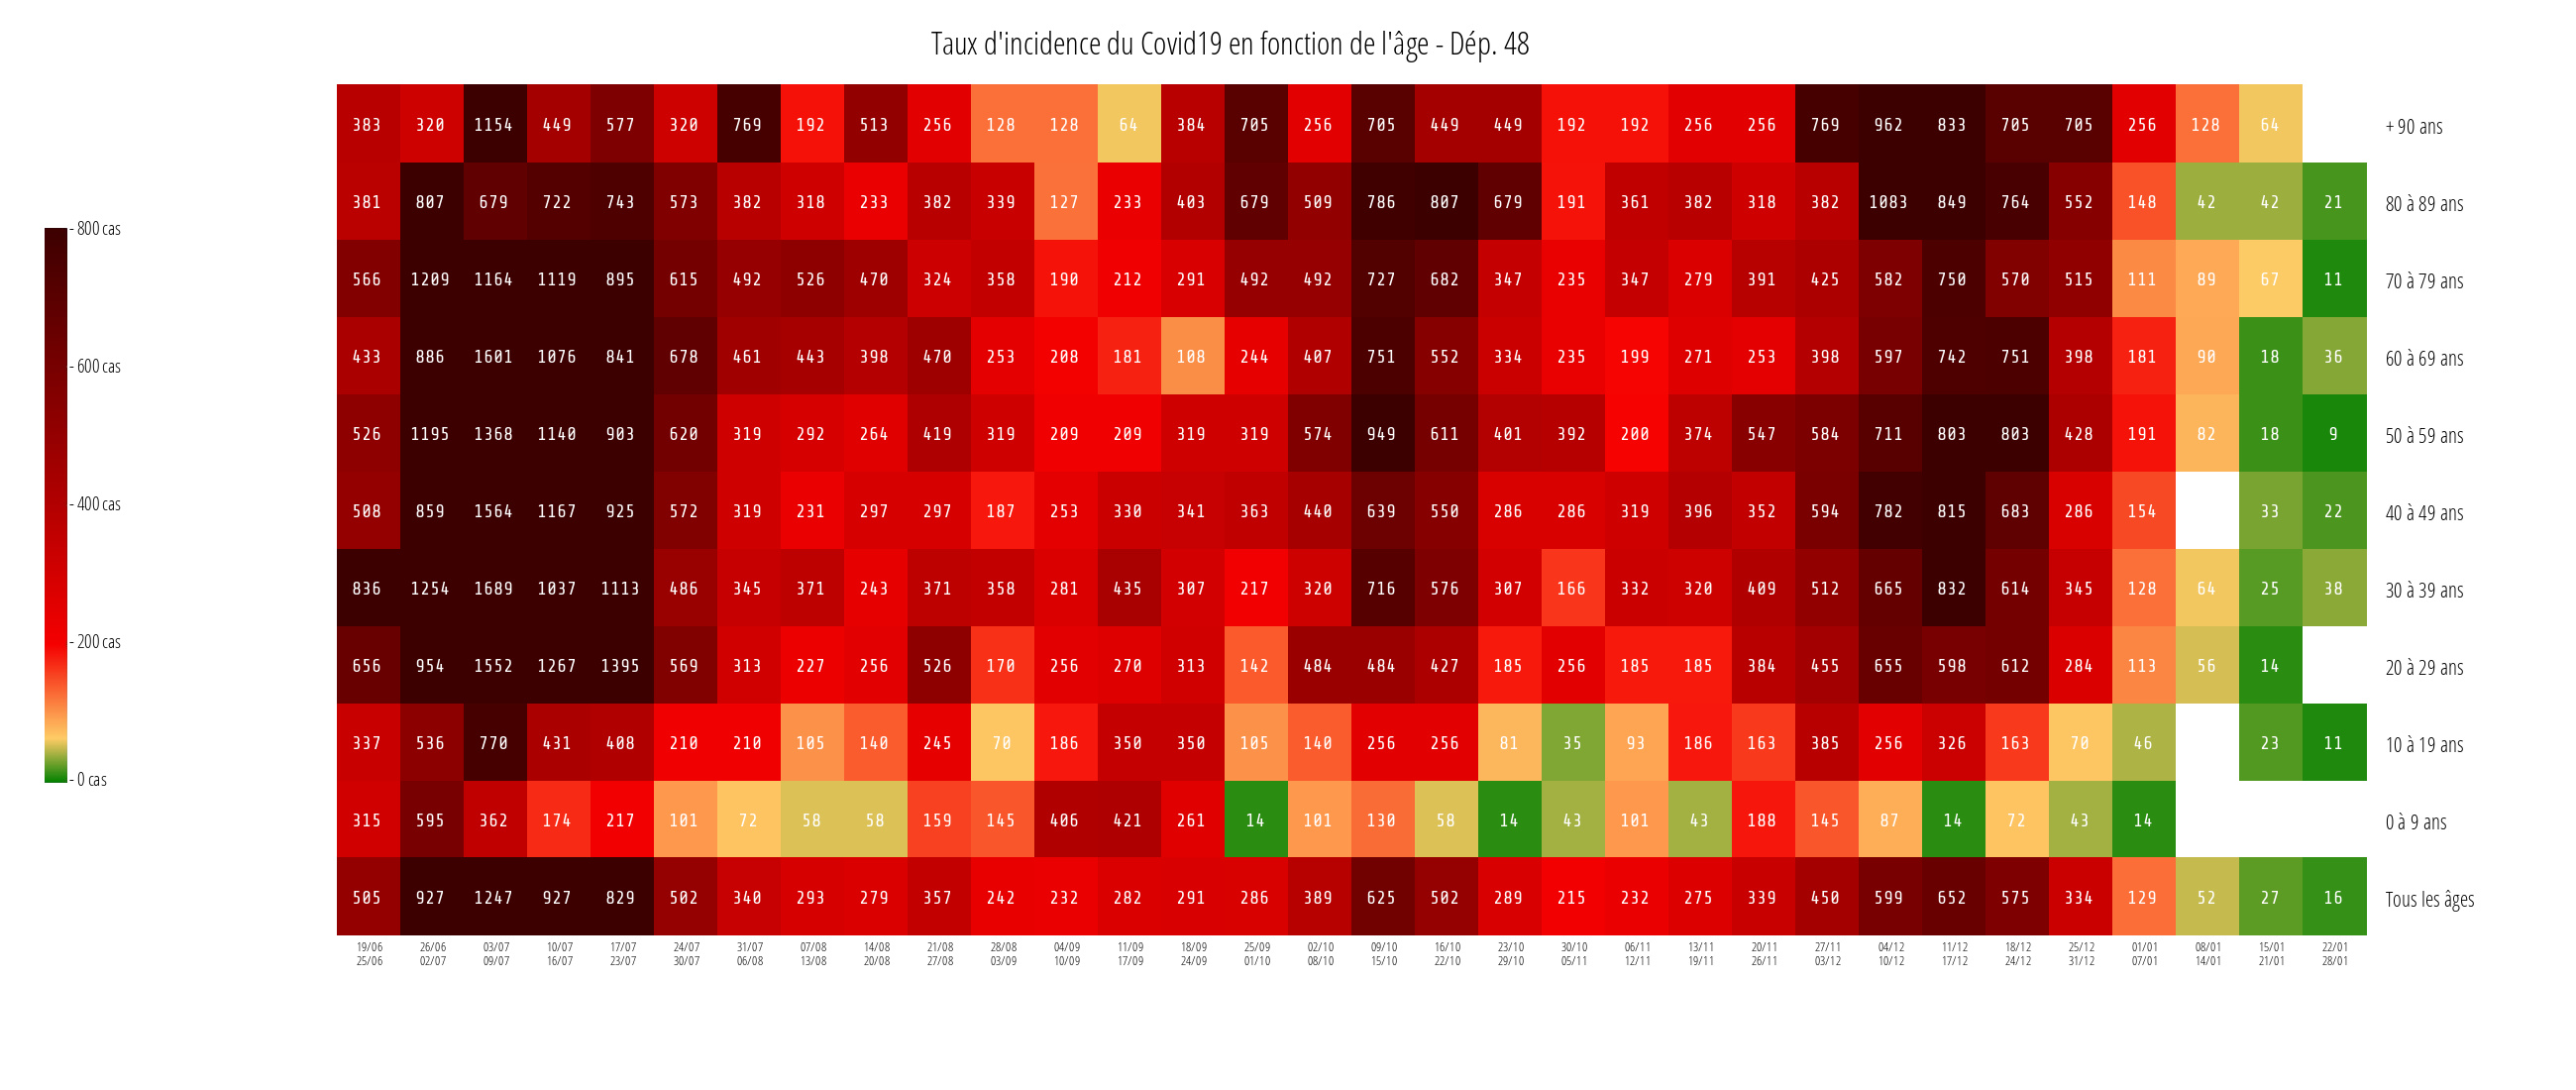 Taux d'incidence du Covid19 en fonction de l'âge - Dép. 48
383 320 1154 449 577 320 769 192 513 256 128 128 64 384 705 256 705 449 449 192 192 256 256 769 962 833 705 705 256 128 64 + 90 ans
381 807 679 722 743 573 382 318 233 382 339 127 233 403 679 509 786 807 679 191 361 382 318 382 1083 849 764 552 148 42 42 21 80 à 89 ans
566 1209 1164 1119 895 615 492 526 470 324 358 190 212 291 492 492 727 682 347 235 347 279 391 425 582 750 570 515 111 89 67 11 70 à 79 ans
433 886 1601 1076 841 678 461 443 398 470 253 208 181 108 244 407 751 552 334 235 199 271 253 398 597 742 751 398 181 90 18 36 60 à 69 ans
526 1195 1368 1140 903 620 319 292 264 419 319 209 209 319 319 574 949 611 401 392 200 374 547 584 711 803 803 428 191 82 18 9 50 à 59 ans
508 859 1564 1167 925 572 319 231 297 297 187 253 330 341 363 440 639 550 286 286 319 396 352 594 782 815 683 286 154 33 22 40 à 49 ans
836 1254 1689 1037 1113 486 345 371 243 371 358 281 435 307 217 320 716 576 307 166 332 320 409 512 665 832 614 345 128 64 25 38 30 à 39 ans
656 954 1552 1267 1395 569 313 227 256 526 170 256 270 313 142 484 484 427 185 256 185 185 384 455 655 598 612 284 113 56 14 20 à 29 ans
337 536 770 431 408 210 210 105 140 245 70 186 350 350 105 140 256 256 81 35 93 186 163 385 256 326 163 70 46 23 11 10 à 19 ans
315 595 362 174 217 101 72 58 58 159 145 406 421 261 14 101 130 58 14 43 101 43 188 145 87 14 72 43 14 0 à 9 ans
505 927 1247 927 829 502 340 293 279 357 242 232 282 291 286 389 625 502 289 215 232 275 339 450 599 652 575 334 129 52 27 16 Tous les âges
19/06 26/06 03/07 10/07 17/07 24/07 31/07 07/08 14/08 21/08 28/08 04/09 11/09 18/09 25/09 02/10 09/10 16/10 23/10 30/10 06/11 13/11 20/11 27/11 04/12 11/12 18/12 25/12 01/01 08/01 15/01 22/01
25/06 02/07 09/07 16/07 23/07 30/07 06/08 13/08 20/08 27/08 03/09 10/09 17/09 24/09 01/10 08/10 15/10 22/10 29/10 05/11 12/11 19/11 26/11 03/12 10/12 17/12 24/12 31/12 07/01 14/01 21/01 28/01
- 800 cas
- 600 cas
- 400 cas
- 200 cas
- 0 cas